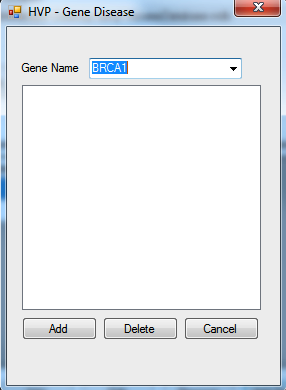 HVP - Gene Disease
Gene Name BRCA1
Add Delete Cancel